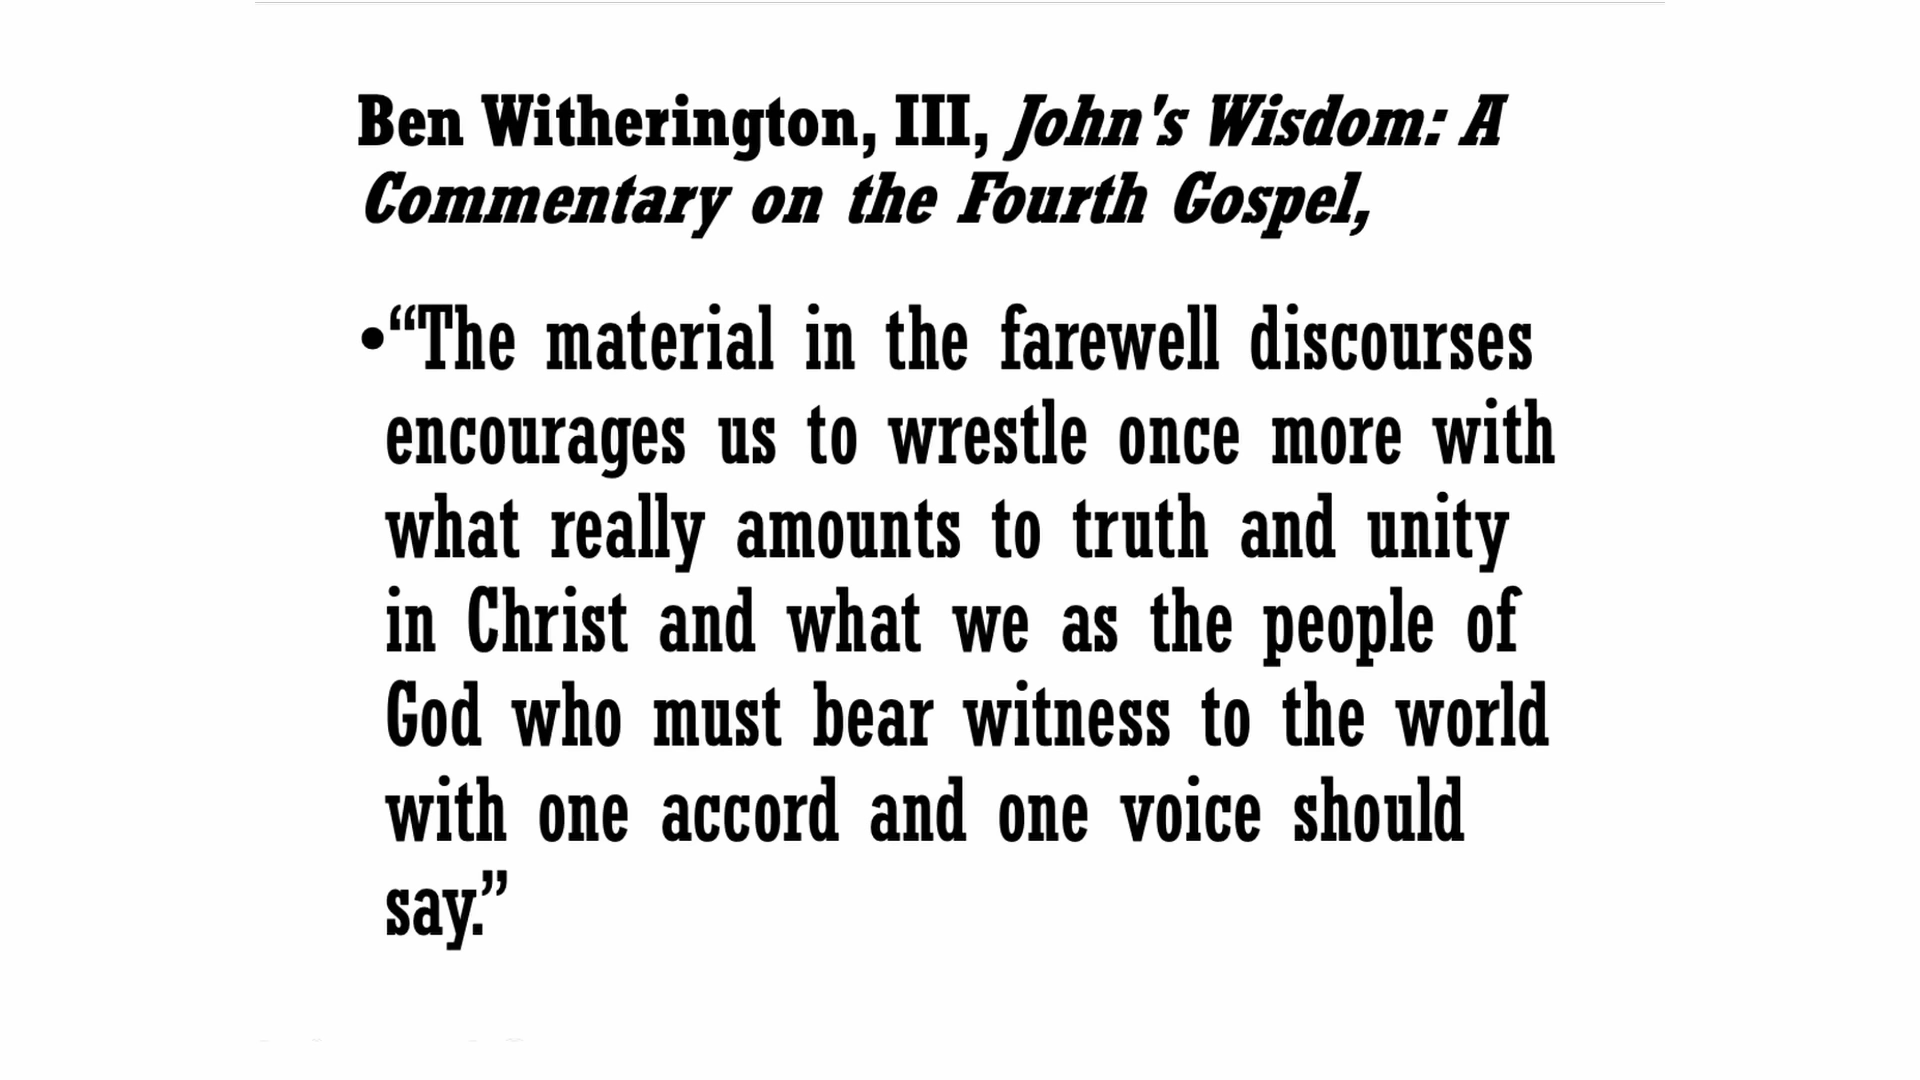 Ben Witherington, III, John's Wisdom: A
Commentary on the Fourth Gospel,
•“The material in the farewell discourses
encourages us to wrestle once more with
what really amounts to truth and unity
in Christ and what we as the people of
God who must bear witness to the world
with one accord and one voice should
say.”